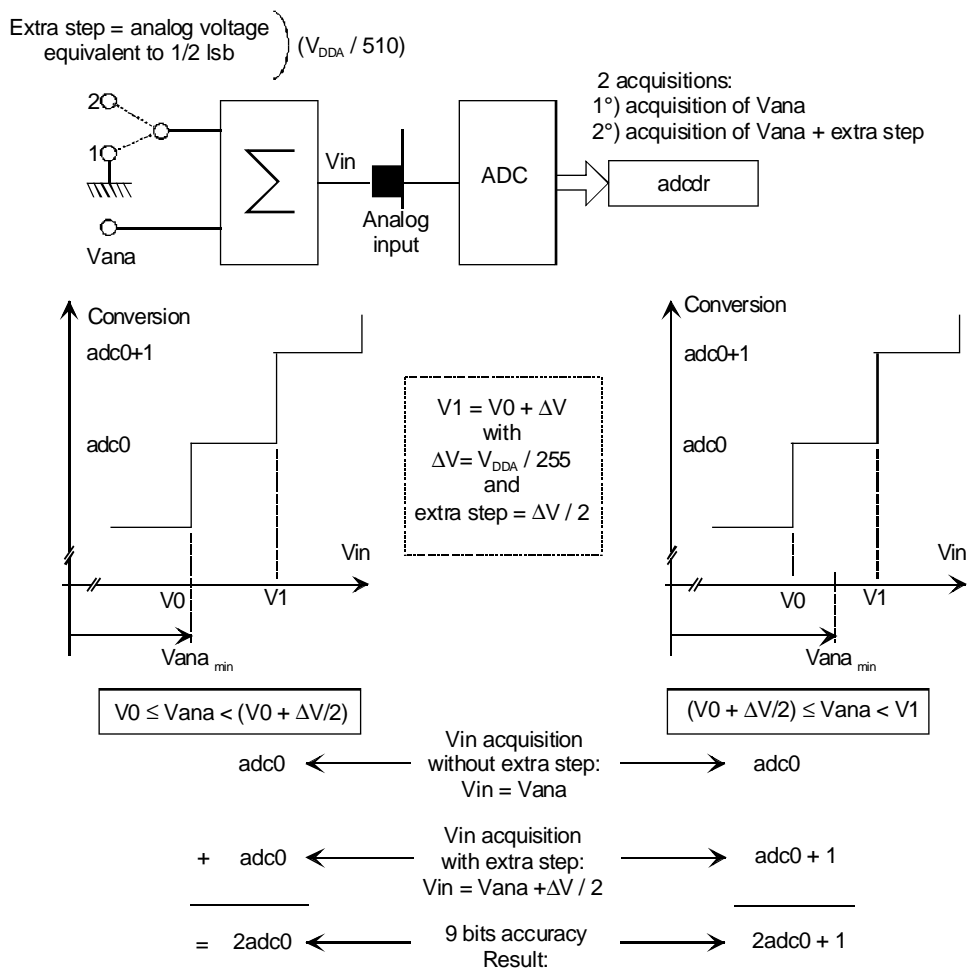 Extra step = analog voltage
equivalent to 1/2 lsb
(VDDA / 510)
2 acquisitions:
1°) acquisition of Vana
2°) acquisition of Vana + extra step
2
1
Vana
∑
Vin
Analog
input
ADC
adcdr
Conversion
adc0+1
adc0
Vin
V0
V1
Vana min
V1 = V0 + ΔV
with
ΔV= VDDA / 255
and
extra step = ΔV / 2
Conversion
adc0+1
adc0
Vin
V0
V1
Vana min
V0 ≤ Vana < (V0 + ΔV/2)
(V0 + ΔV/2) ≤ Vana < V1
adc0
Vin acquisition
without extra step:
Vin = Vana
adc0
+ adc0
Vin acquisition
with extra step:
Vin = Vana +ΔV / 2
adc0 + 1
= 2adc0
9 bits accuracy
Result:
2adc0 + 1